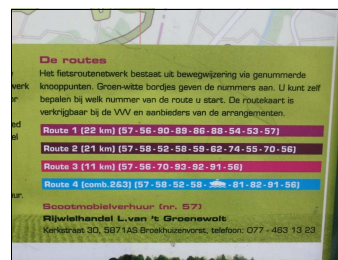 De routes
Het fietsroutenetwerk bestaat uit bewegwijzering via genummerde
knooppunten. Groen-witte bordjes geven de nummers aan. U kunt zelf
bepalen bij welk nummer van de route u start. De routekaart is
verkrijgbaar bij de VVV en aanbieders van de arrangementen.
Route 1 (22 km) (57-56-90-89-86-88-54-53-57)
Route 2 (21 km) (57-58-52-58-59-62-74-55-70-56)
Route 3 (11 km) (57-56-70-93-92-91-56)
Route 4 (comb.2&3) (57-58-52-58- -81-82-91-56)
Scootmobielverhuur (nr. 57)
Rijwielhandel L.van 't Groenewolt
Kerkstraat 30, 5871AS Broekhuizenvorst, telefoon: 077 - 463 13 23